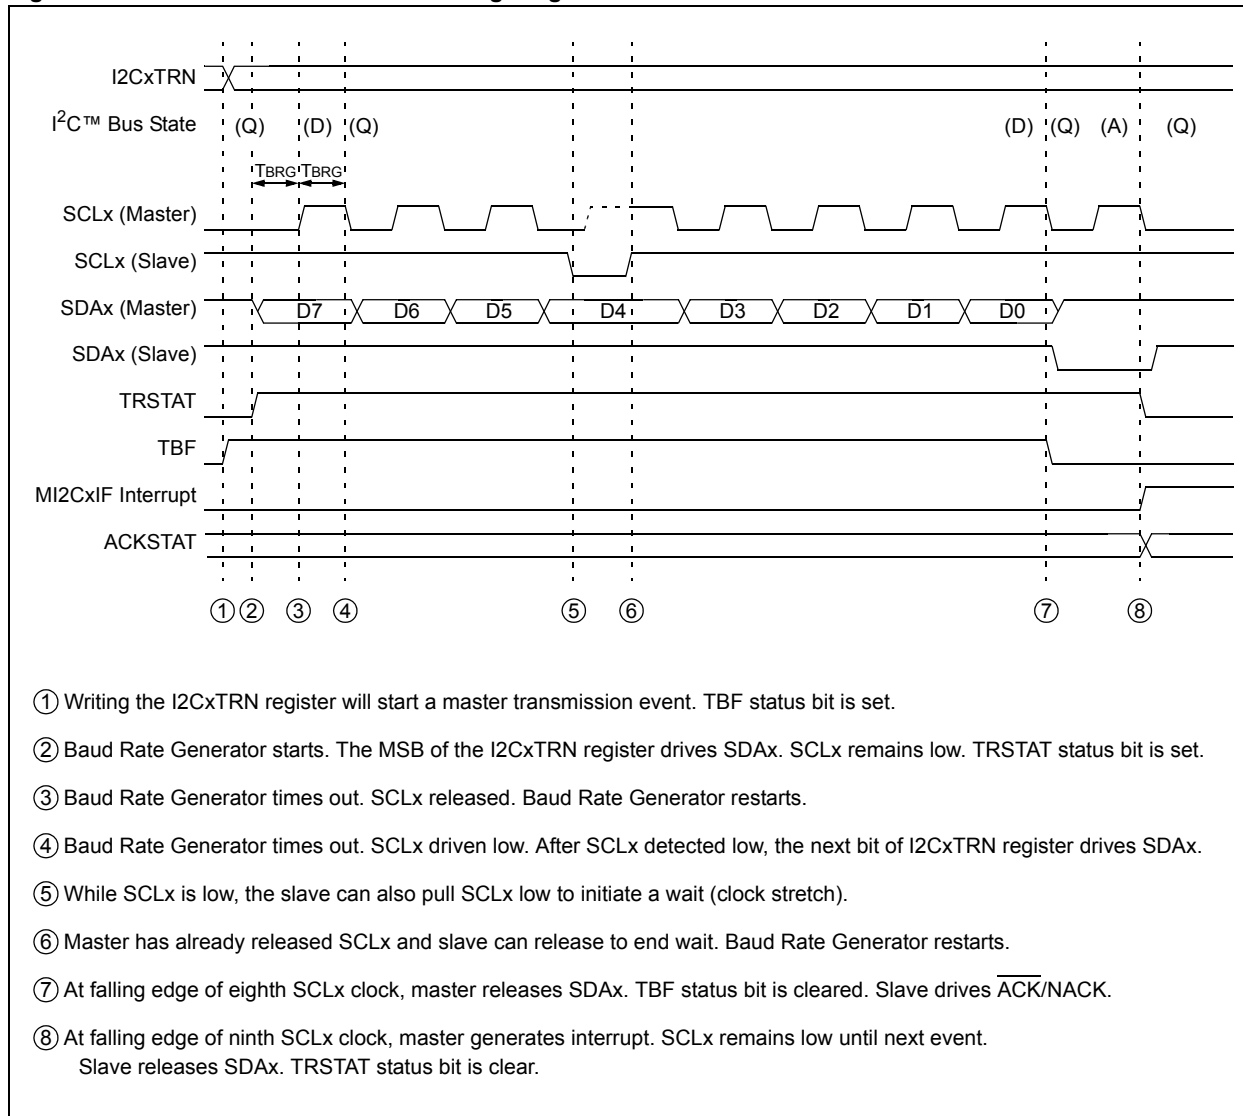 I2CxTRN
I²C™ Bus State (Q) (D) (Q) (D) (Q) (A) (Q)
TBRG TBRG
SCLx (Master)
SCLx (Slave)
SDAx (Master) D7 D6 D5 D4 D3 D2 D1 D0
SDAx (Slave)
TRSTAT
TBF
MI2CxIF Interrupt
ACKSTAT
① ② ③ ④ ⑤ ⑥ ⑦ ⑧
① Writing the I2CxTRN register will start a master transmission event. TBF status bit is set.
② Baud Rate Generator starts. The MSB of the I2CxTRN register drives SDAx. SCLx remains low. TRSTAT status bit is set.
③ Baud Rate Generator times out. SCLx released. Baud Rate Generator restarts.
④ Baud Rate Generator times out. SCLx driven low. After SCLx detected low, the next bit of I2CxTRN register drives SDAx.
⑤ While SCLx is low, the slave can also pull SCLx low to initiate a wait (clock stretch).
⑥ Master has already released SCLx and slave can release to end wait. Baud Rate Generator restarts.
⑦ At falling edge of eighth SCLx clock, master releases SDAx. TBF status bit is cleared. Slave drives A̅C̅K̅/NACK.
⑧ At falling edge of ninth SCLx clock, master generates interrupt. SCLx remains low until next event.
Slave releases SDAx. TRSTAT status bit is clear.